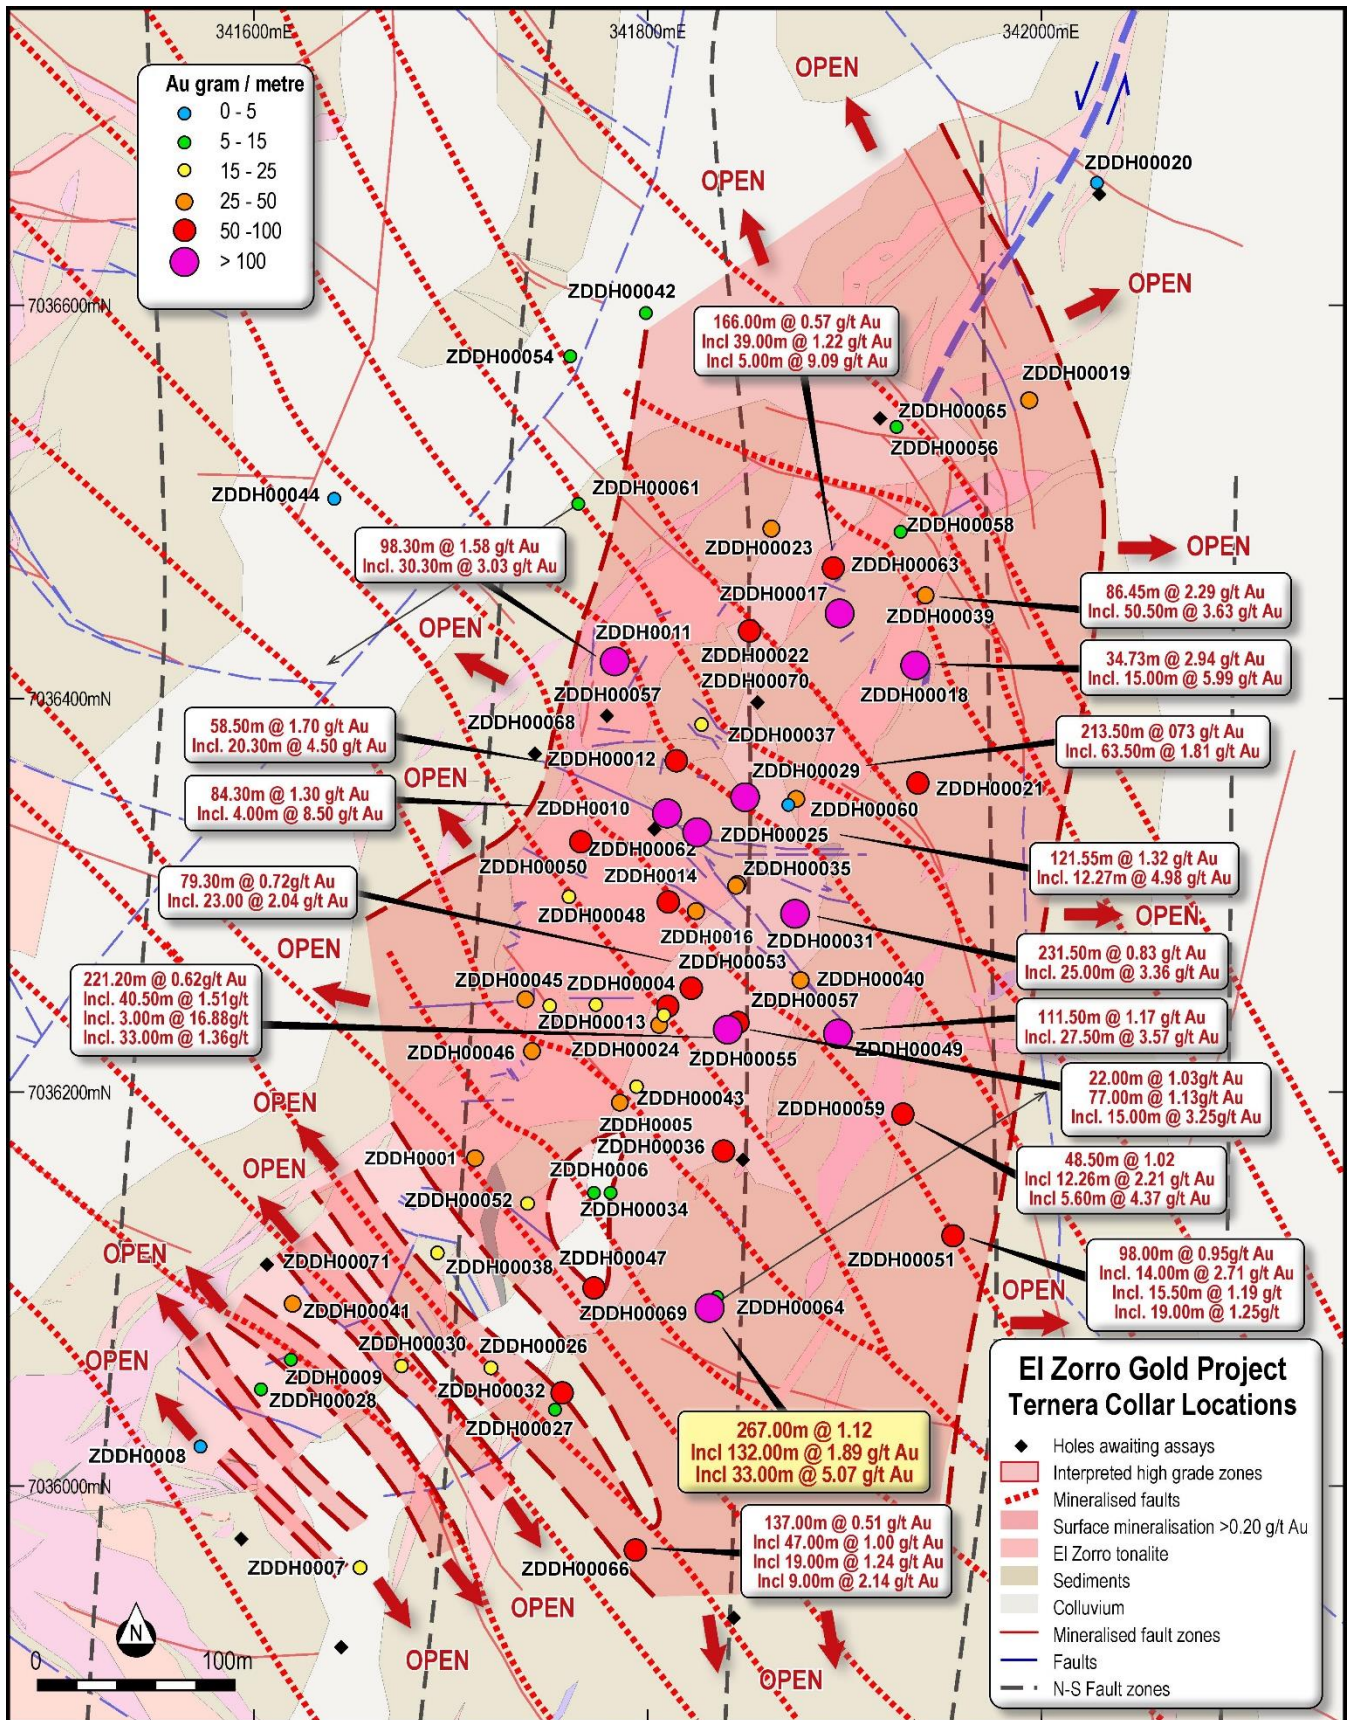 341600mE
341800mE
342000mE
OPEN
Au gram / metre
0 - 5
5 - 15
15 - 25
25 - 50
50 -100
> 100
ZDDH00020
OPEN
OPEN
7036600mN
ZDDH00042
166.00m @ 0.57 g/t Au
Incl 39.00m @ 1.22 g/t Au
Incl 5.00m @ 9.09 g/t Au
ZDDH00054
ZDDH00019
ZDDH00065
ZDDH00056
ZDDH00044
ZDDH00061
ZDDH00058
ZDDH00023
OPEN
98.30m @ 1.58 g/t Au
Incl. 30.30m @ 3.03 g/t Au
ZDDH00063
ZDDH00017
86.45m @ 2.29 g/t Au
Incl. 50.50m @ 3.63 g/t Au
ZDDH00039
OPEN
ZDDH0011
ZDDH00022
34.73m @ 2.94 g/t Au
Incl. 15.00m @ 5.99 g/t Au
ZDDH00070
ZDDH00057
ZDDH00018
7036400mN
ZDDH00068
58.50m @ 1.70 g/t Au
Incl. 20.30m @ 4.50 g/t Au
213.50m @ 073 g/t Au
Incl. 63.50m @ 1.81 g/t Au
ZDDH00037
ZDDH00012
ZDDH00029
OPEN
84.30m @ 1.30 g/t Au
Incl. 4.00m @ 8.50 g/t Au
ZDDH00021
ZDDH0010
ZDDH00060
ZDDH00025
ZDDH00062
121.55m @ 1.32 g/t Au
Incl. 12.27m @ 4.98 g/t Au
ZDDH00050
ZDDH0014
ZDDH00035
79.30m @ 0.72g/t Au
Incl. 23.00 @ 2.04 g/t Au
ZDDH00048
OPEN
ZDDH0016
ZDDH00031
OPEN
231.50m @ 0.83 g/t Au
Incl. 25.00m @ 3.36 g/t Au
ZDDH00053
221.20m @ 0.62g/t Au
Incl. 40.50m @ 1.51g/t
Incl. 3.00m @ 16.88g/t
Incl. 33.00m @ 1.36g/t
ZDDH00045
ZDDH00004
ZDDH00040
ZDDH00057
111.50m @ 1.17 g/t Au
Incl. 27.50m @ 3.57 g/t Au
ZDDH00013
ZDDH00024
ZDDH00055
ZDDH00049
ZDDH00046
22.00m @ 1.03g/t Au
77.00m @ 1.13g/t Au
Incl. 15.00m @ 3.25g/t Au
7036200mN
OPEN
ZDDH00043
ZDDH00059
ZDDH0005
ZDDH00036
48.50m @ 1.02
Incl 12.26m @ 2.21 g/t Au
Incl 5.60m @ 4.37 g/t Au
ZDDH0001
OPEN
ZDDH0006
ZDDH00052
ZDDH00034
OPEN
ZDDH00071
ZDDH00038
ZDDH00047
ZDDH00051
98.00m @ 0.95g/t Au
Incl. 14.00m @ 2.71 g/t Au
Incl. 15.50m @ 1.19 g/t
Incl. 19.00m @ 1.25g/t
OPEN
ZDDH00041
ZDDH00069
ZDDH00064
ZDDH00030
ZDDH00026
OPEN
ZDDH0009
ZDDH00028
ZDDH00032
ZDDH00027
267.00m @ 1.12
Incl 132.00m @ 1.89 g/t Au
Incl 33.00m @ 5.07 g/t Au
ZDDH0008
7036000mN
137.00m @ 0.51 g/t Au
Incl 47.00m @ 1.00 g/t Au
Incl 19.00m @ 1.24 g/t Au
Incl 9.00m @ 2.14 g/t Au
ZDDH0007
ZDDH00066
OPEN
OPEN
OPEN
N
0
100m
El Zorro Gold Project
Ternera Collar Locations
Holes awaiting assays
Interpreted high grade zones
Mineralised faults
Surface mineralisation >0.20 g/t Au
El Zorro tonalite
Sediments
Colluvium
Mineralised fault zones
Faults
N-S Fault zones